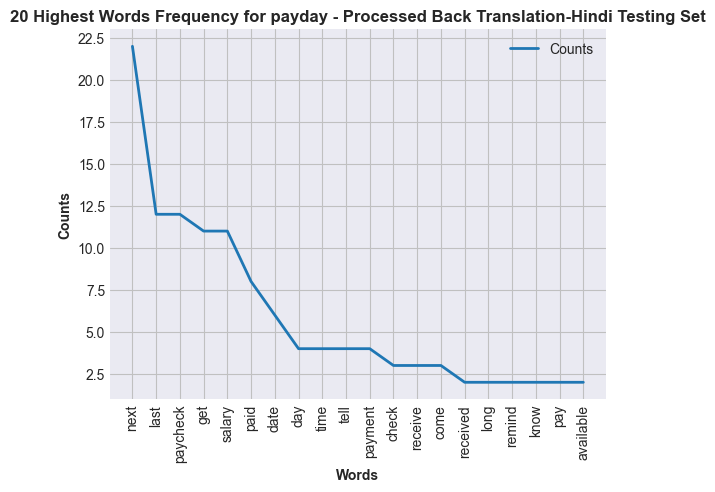 20 Highest Words Frequency for payday - Processed Back Translation-Hindi Testing Set
Counts
22.5
20.0
17.5
15.0
12.5
10.0
7.5
5.0
2.5
Counts
next
last
paycheck
get
salary
paid
date
day
time
tell
payment
check
receive
come
received
long
remind
know
pay
available
Words